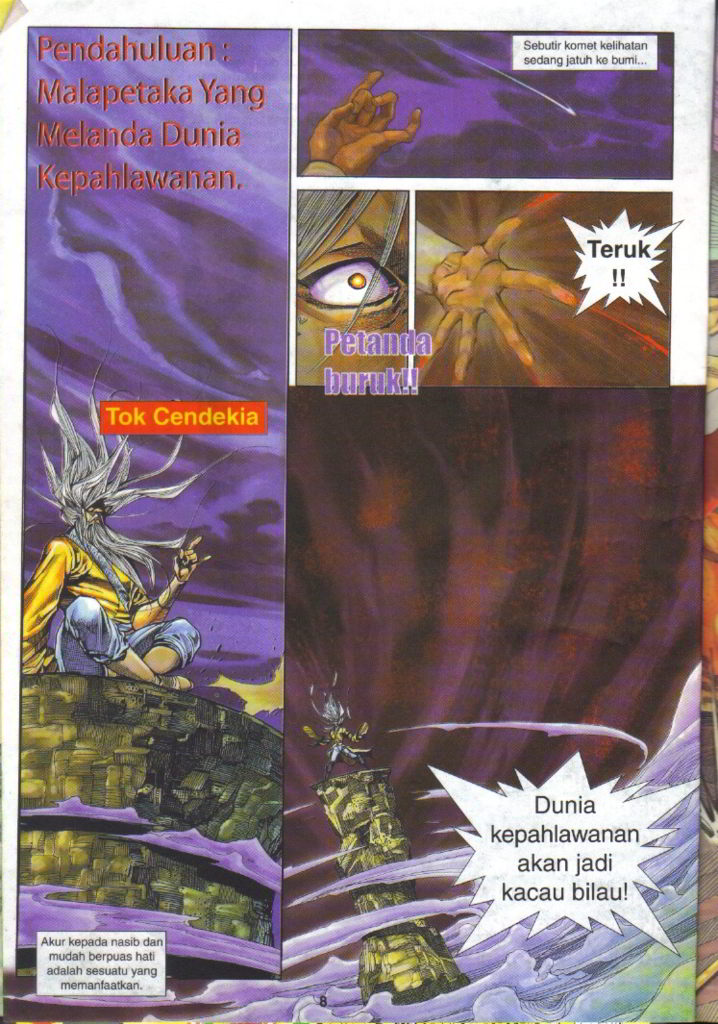 Pendahuluan :
Malapetaka Yang
Melanda Dunia
Kepahlawanan.
Tok Cendekia
Akur kepada nasib dan
mudah berpuas hati
adalah sesuatu yang
memanfaatkan.
Sebutir komet kelihatan
sedang jatuh ke bumi...
Petanda
buruk!!
Teruk
!!
Dunia
kepahlawanan
akan jadi
kacau bilau!
8